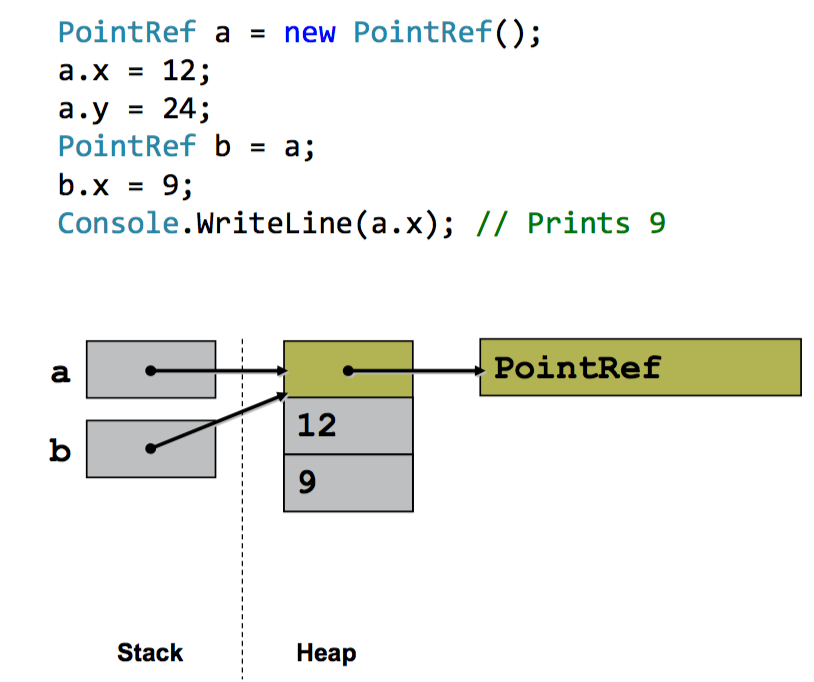 PointRef a = new PointRef();
a.x = 12;
a.y = 24;
PointRef b = a;
b.x = 9;
Console.WriteLine(a.x); // Prints 9
a
PointRef
12
b
9
Stack
Heap